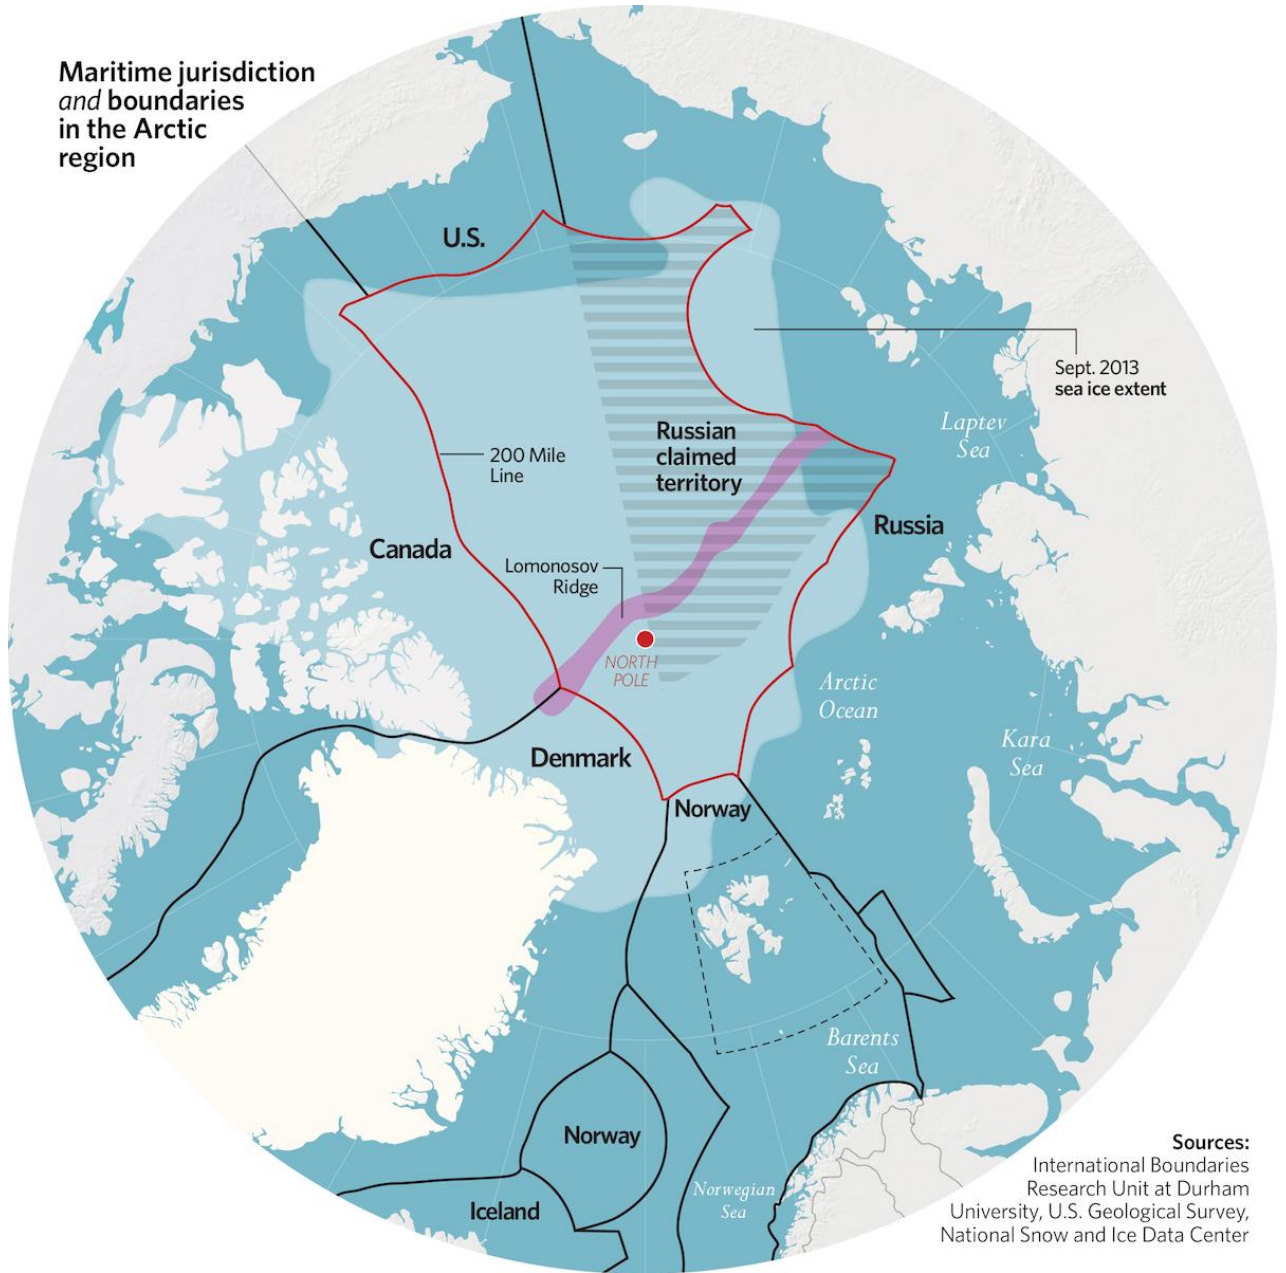 Maritime jurisdiction
and boundaries
in the Arctic
region
U.S.
Sept. 2013
sea ice extent
Laptev
Sea
Russian
claimed
territory
200 Mile
Line
Russia
Canada
Lomonosov
Ridge
NORTH
POLE
Arctic
Ocean
Kara
Sea
Denmark
Norway
Barents
Sea
Norway
Norwegian
Sea
Iceland
Sources:
International Boundaries
Research Unit at Durham
University, U.S. Geological Survey,
National Snow and Ice Data Center